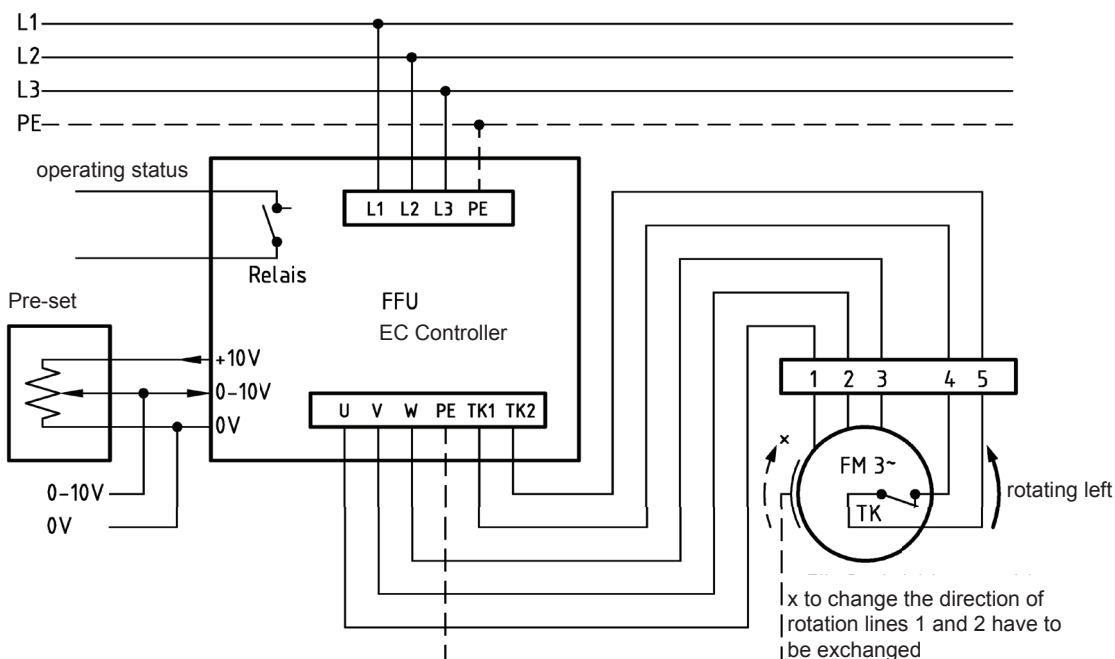 L1
L2
L3
PE
operating status
L1 L2 L3 PE
Relais
Pre-set
FFU
EC Controller
+10V
0-10V
0V
U V W PE TK1 TK2
0-10V
0V
1 2 3 4 5
x
FM 3~
TK
rotating left
x to change the direction of
rotation lines 1 and 2 have to
be exchanged